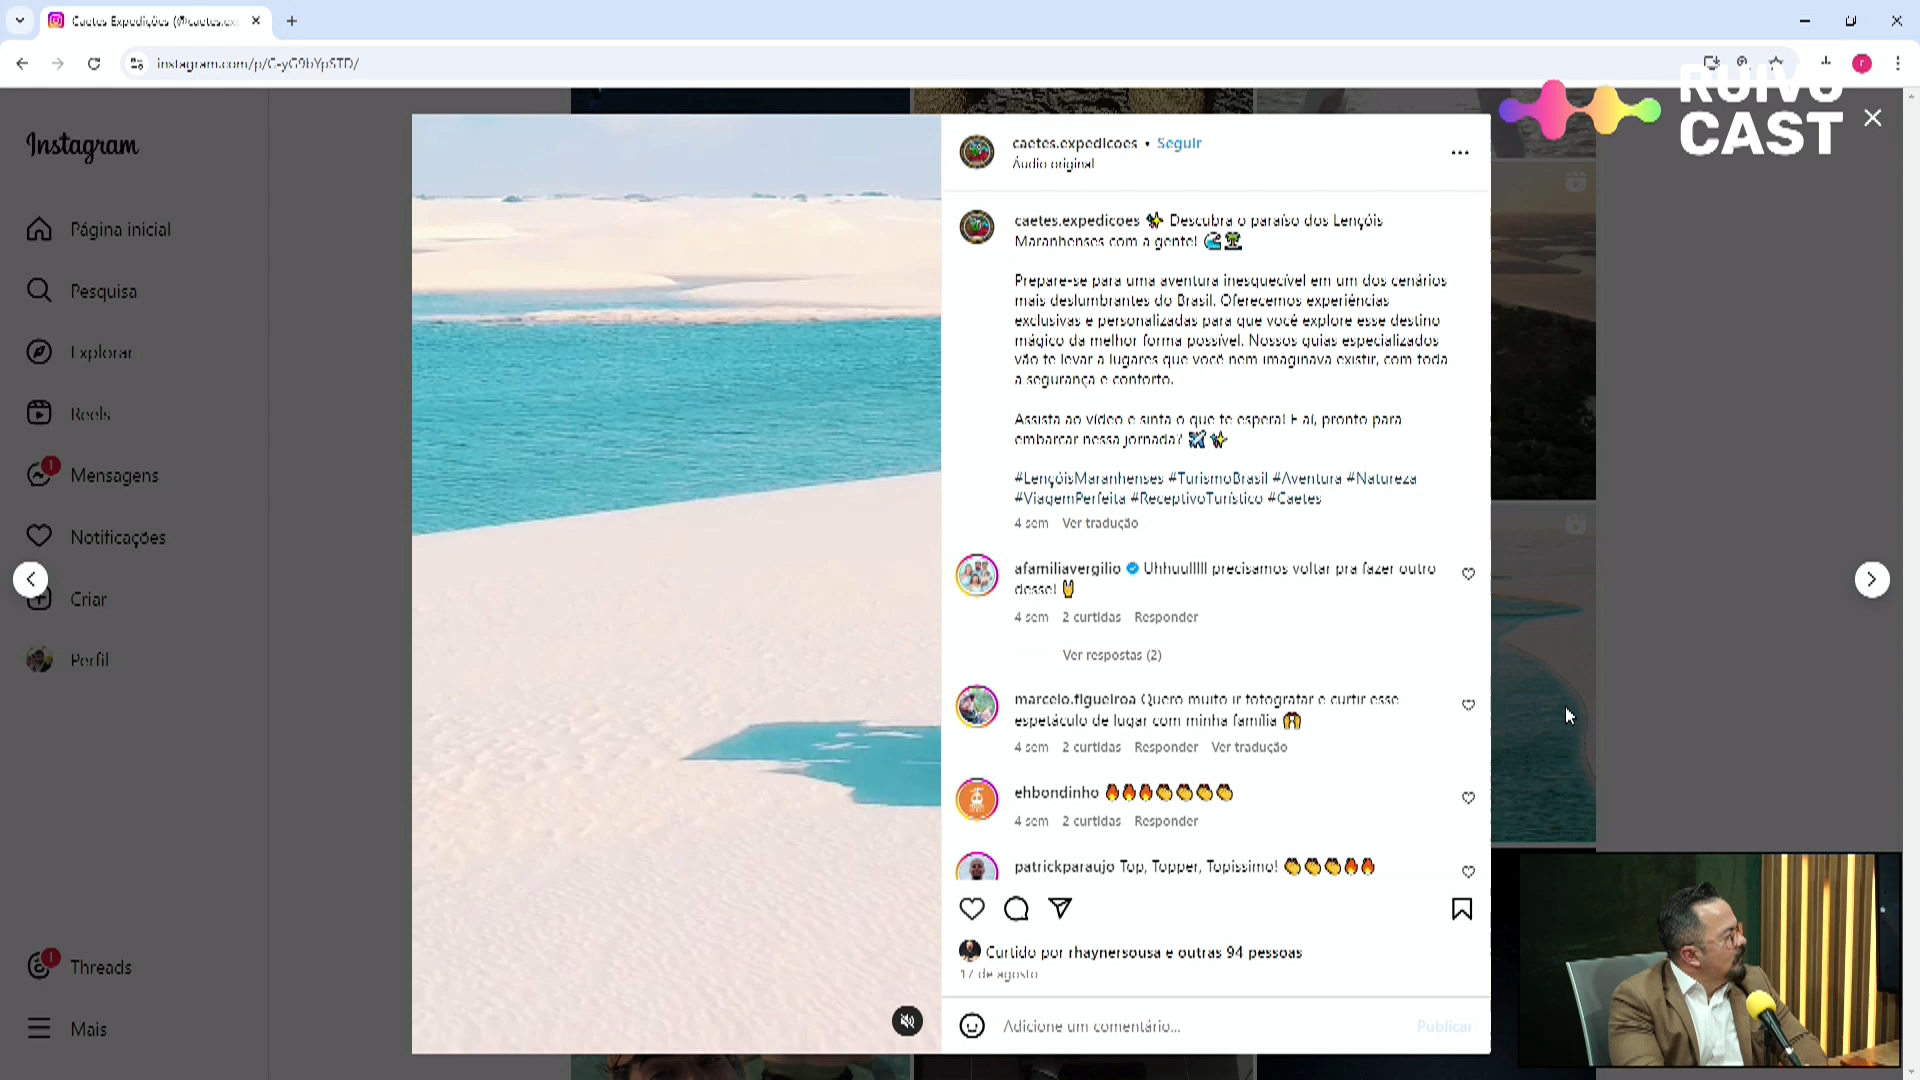 Caetes Expedições (@caetes.ex
instagram.com/p/C-yG9bYpSTD/
RUIVO
CAST
Instagram
Página inicial
Pesquisa
Explorar
Reels
1
Mensagens
Notificações
Criar
Perfil
1
Threads
Mais
caetes.expedicoes • Seguir
Áudio original
caetes.expedicoes ✨ Descubra o paraíso dos Lençóis
Maranhenses com a gente! 🌊🏝️
Prepare-se para uma aventura inesquecível em um dos cenários
mais deslumbrantes do Brasil. Oferecemos experiências
exclusivas e personalizadas para que você explore esse destino
mágico da melhor forma possível. Nossos guias especializados
vão te levar a lugares que você nem imaginava existir, com toda
a segurança e conforto.
Assista ao vídeo e sinta o que te espera! E aí, pronto para
embarcar nessa jornada? ✈️✨
#LençóisMaranhenses #TurismoBrasil #Aventura #Natureza
#ViagemPerfeita #ReceptivoTurístico #Caetes
4 sem Ver tradução
afamiliavergilio Uhhuulllll precisamos voltar pra fazer outro
desse! 🤘
4 sem 2 curtidas Responder
Ver respostas (2)
marcelo.figueiroa Quero muito ir fotografar e curtir esse
espetáculo de lugar com minha família 🙌
4 sem 2 curtidas Responder Ver tradução
ehbondinho 🔥🔥🔥👏👏👏👏
4 sem 2 curtidas Responder
patrickparaujo Top, Topper, Topíssimo! 👏👏👏🔥🔥
Curtido por rhaynersousa e outras 94 pessoas
17 de agosto
Adicione um comentário...
Publicar